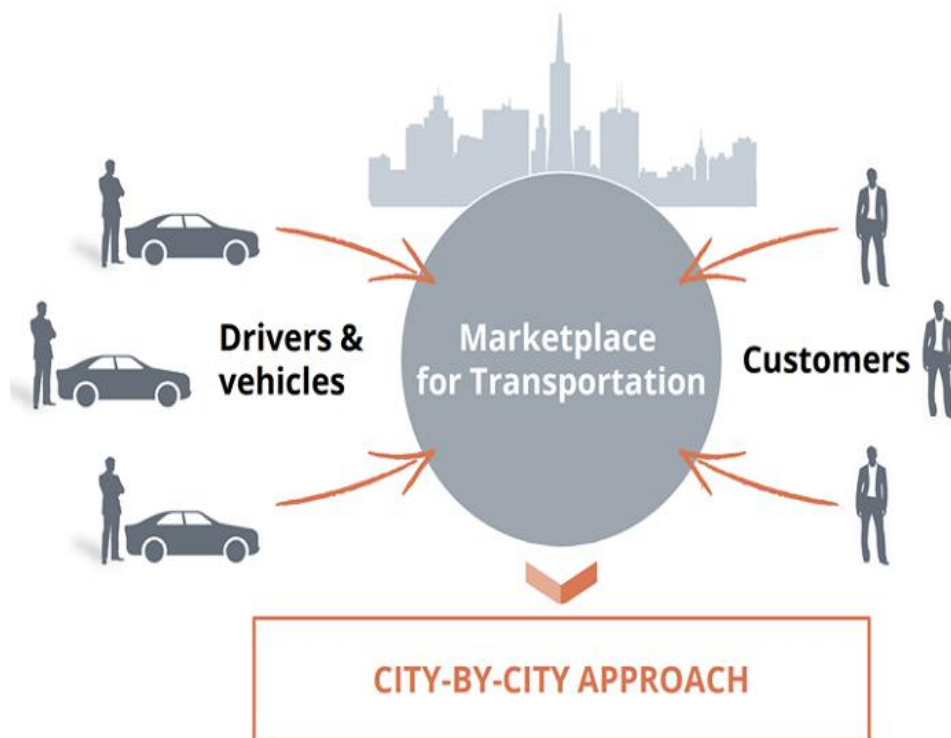 Drivers &
vehicles
Marketplace
for Transportation
Customers
CITY-BY-CITY APPROACH